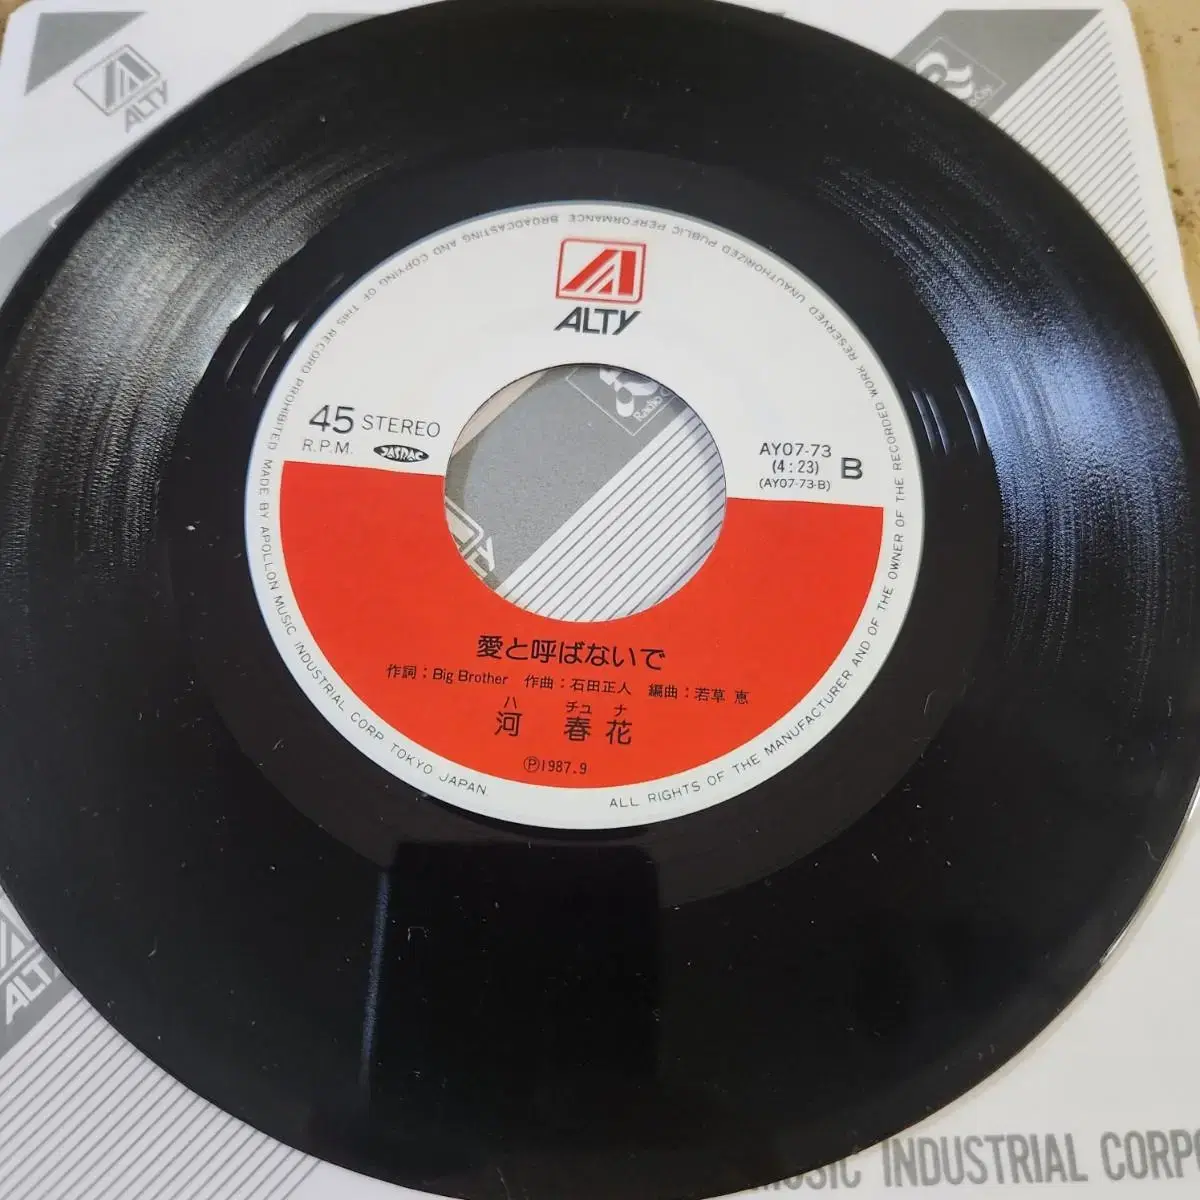 ALTY
45 STEREO
R.P.M. JASRAC
AY07-73
(4:23) B
(AY07-73-B)
愛と呼ばないで
作詞：Big Brother 作曲：石田正人 編曲：若草 恵
ハ チュ ナ
河 春花
Ⓟ1987.9
ALL RIGHTS OF THE MANUFACTURER AND OF THE OWNER OF THE RECORDED WORK RESERVED UNAUTHORIZED PUBLIC PERFORMANCE BROADCASTING AND COPYING OF THIS RECORD PROHIBITED MADE BY APOLLON MUSIC INDUSTRIAL CORP. TOKYO JAPAN
ALTY
Radio
MUSIC INDUSTRIAL CORPO
INDUSTRIAL CORP